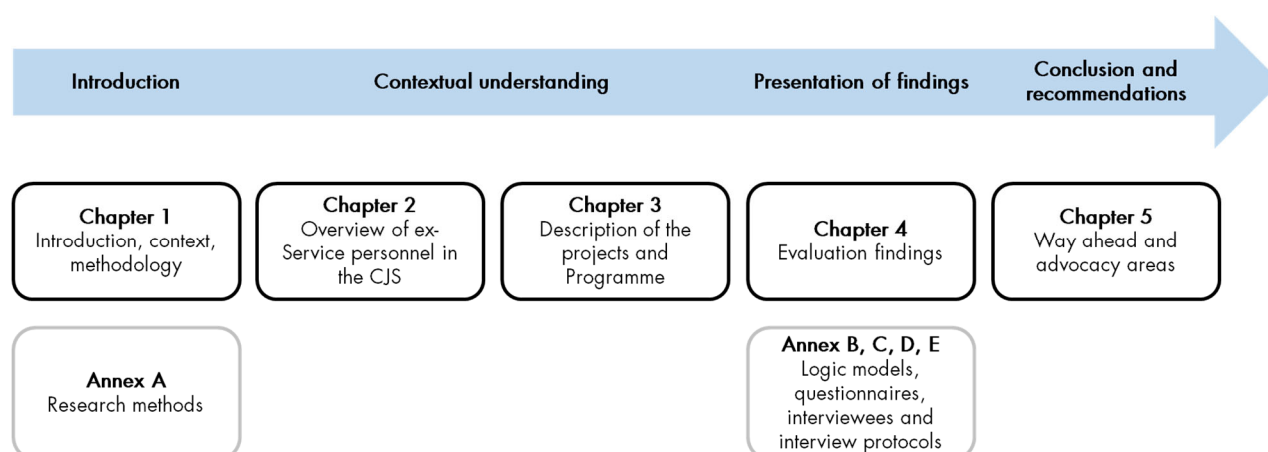 Introduction
Contextual understanding
Presentation of findings
Conclusion and
recommendations
Chapter 1
Introduction, context,
methodology
Chapter 2
Overview of ex-
Service personnel in
the CJS
Chapter 3
Description of the
projects and
Programme
Chapter 4
Evaluation findings
Chapter 5
Way ahead and
advocacy areas
Annex A
Research methods
Annex B, C, D, E
Logic models,
questionnaires,
interviewees and
interview protocols